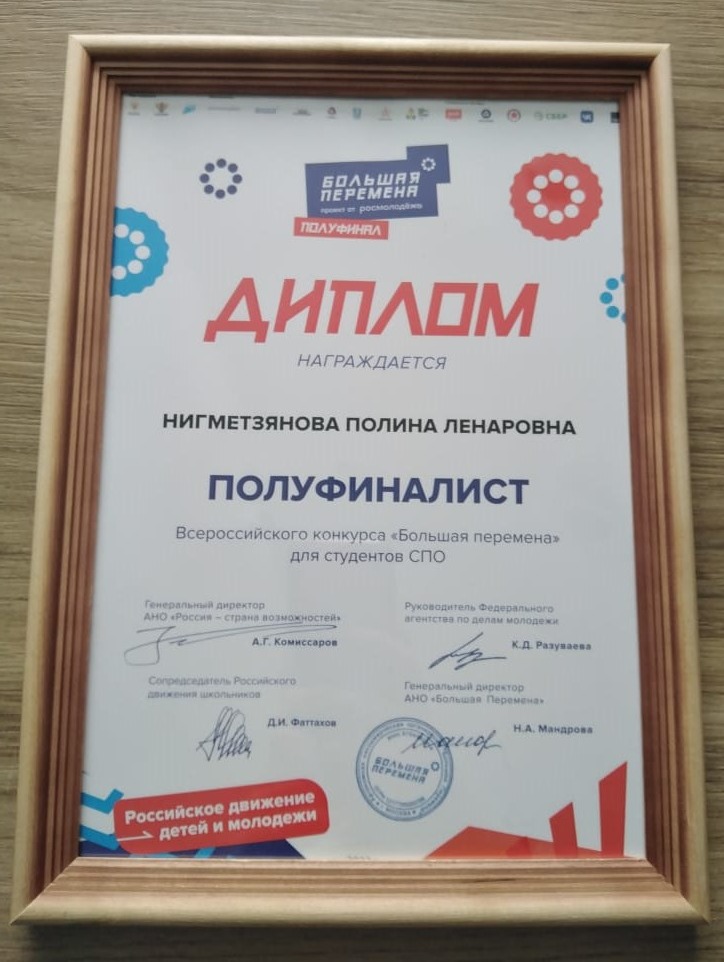 СБЕР
БОЛЬШАЯ
ПЕРЕМЕНА
проект от росмолодёжь
ПОЛУФИНАЛ
ДИПЛОМ
НАГРАЖДАЕТСЯ
НИГМЕТЗЯНОВА ПОЛИНА ЛЕНАРОВНА
ПОЛУФИНАЛИСТ
Всероссийского конкурса «Большая перемена»
для студентов СПО
Генеральный директор
АНО «Россия – страна возможностей»
А.Г. Комиссаров
Руководитель Федерального
агентства по делам молодежи
К.Д. Разуваева
Сопредседатель Российского
движения школьников
Д.И. Фаттахов
Генеральный директор
АНО «Большая Перемена»
Н.А. Мандрова
БОЛЬШАЯ
ПЕРЕМЕНА
Российское движение
детей и молодежи